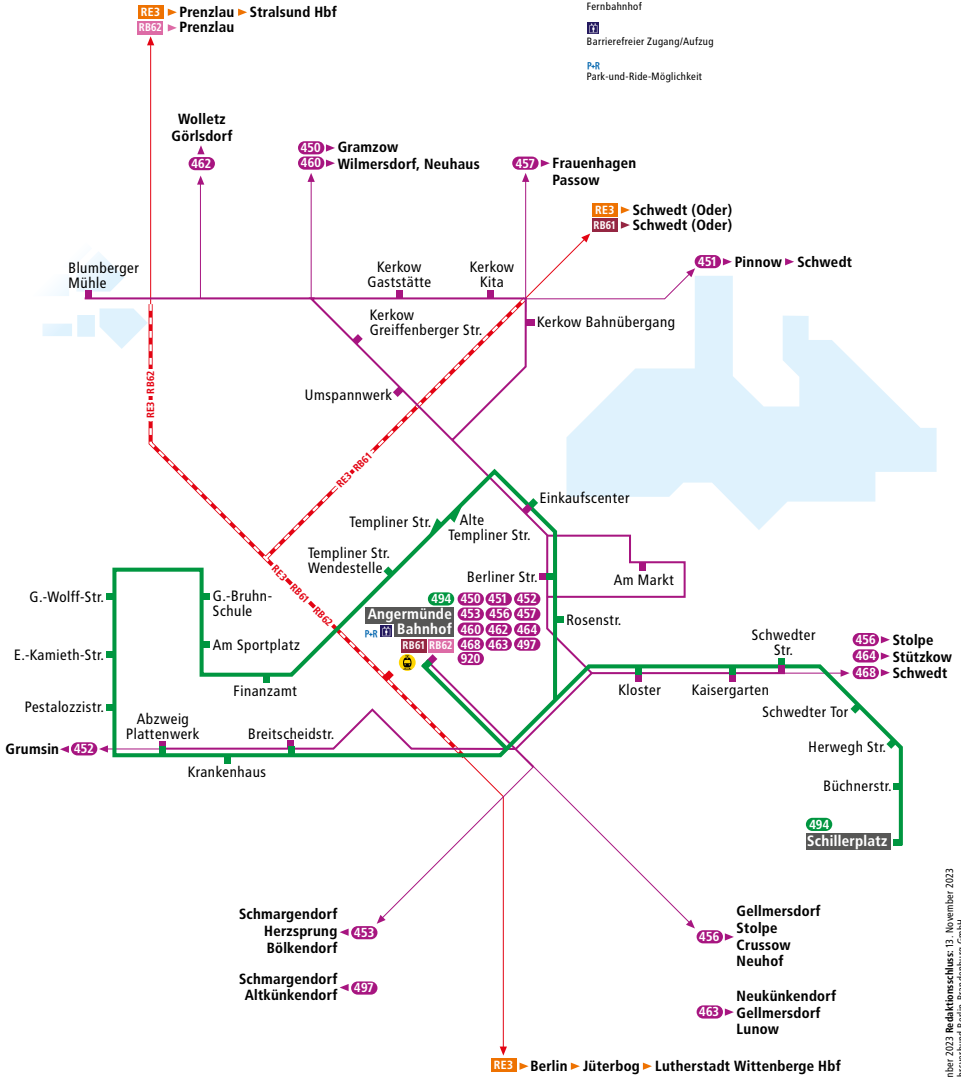 Fernbahnhof
Barrierefreier Zugang/Aufzug
P+R
Park-und-Ride-Möglichkeit
RE3 Prenzlau Stralsund Hbf
RB62 Prenzlau
Wolletz
Görlsdorf
462
450 Gramzow
460 Wilmersdorf, Neuhaus
457 Frauenhagen
Passow
RE3 Schwedt (Oder)
RB61 Schwedt (Oder)
451 Pinnow Schwedt
Blumberger
Mühle
Kerkow
Gaststätte
Kerkow
Kita
Kerkow
Greiffenberger Str.
Kerkow Bahnübergang
RE3 RB62
Umspannwerk
RE3 RB61
Einkaufscenter
Templiner Str.
Alte
Templiner Str.
Templiner Str.
Wendestelle
Berliner Str.
Am Markt
RE3 RB61 RB62
G.-Wolff-Str.
G.-Bruhn-
Schule
494 450 451 452
Angermünde 453 456 457
P+R Bahnhof 460 462 464
RB61 RB62 468 463 497
920
Rosenstr.
Am Sportplatz
E.-Kamieth-Str.
Schwedter
Str.
456 Stolpe
464 Stützkow
468 Schwedt
Finanzamt
Kloster
Kaisergarten
Pestalozzistr.
Schwedter Tor
Abzweig
Plattenwerk
Breitscheidstr.
Grumsin 452
Herwegh Str.
Krankenhaus
Büchnerstr.
494
Schillerplatz
Schmargendorf
Herzsprung 453
Bölkendorf
Gellmersdorf
456 Stolpe
Crussow
Neuhof
Schmargendorf
Altkünkendorf 497
Neukünkendorf
463 Gellmersdorf
Lunow
RE3 Berlin Jüterbog Lutherstadt Wittenberge Hbf
2023 Redaktionsschluss: 13. November 2023
Berlin-Brandenburg GmbH